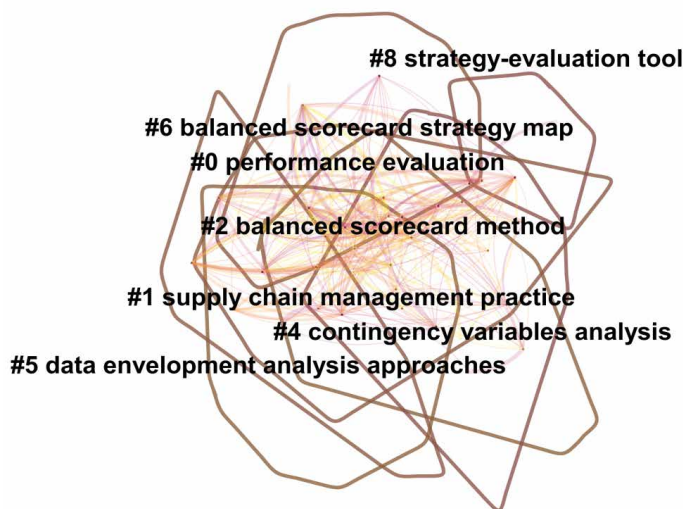 #8 strategy-evaluation tool
#6 balanced scorecard strategy map
#0 performance evaluation
#2 balanced scorecard method
#1 supply chain management practice
#4 contingency variables analysis
#5 data envelopment analysis approaches